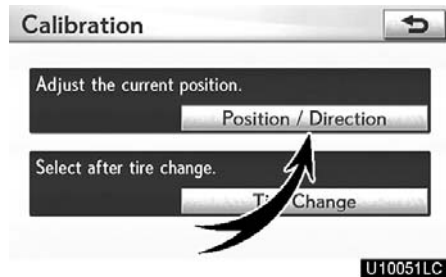 Calibration
Adjust the current position.
Position / Direction
Select after tire change.
Change
U10051LC